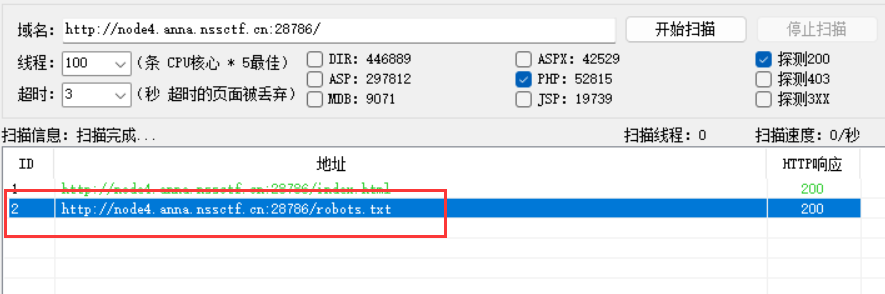 域名: http://node4.anna.nssctf.cn:28786/ 开始扫描 停止扫描
线程: 100 (条 CPU核心 * 5最佳) DIR: 446889 ASPX: 42529 探测200
ASP: 297812 PHP: 52815 探测403
超时: 3 (秒 超时的页面被丢弃) MDB: 9071 JSP: 19739 探测3XX
扫描信息: 扫描完成... 扫描线程: 0 扫描速度: 0/秒
ID 地址 HTTP响应
1 http://node4.anna.nssctf.cn:28786/index.html 200
2 http://node4.anna.nssctf.cn:28786/robots.txt 200